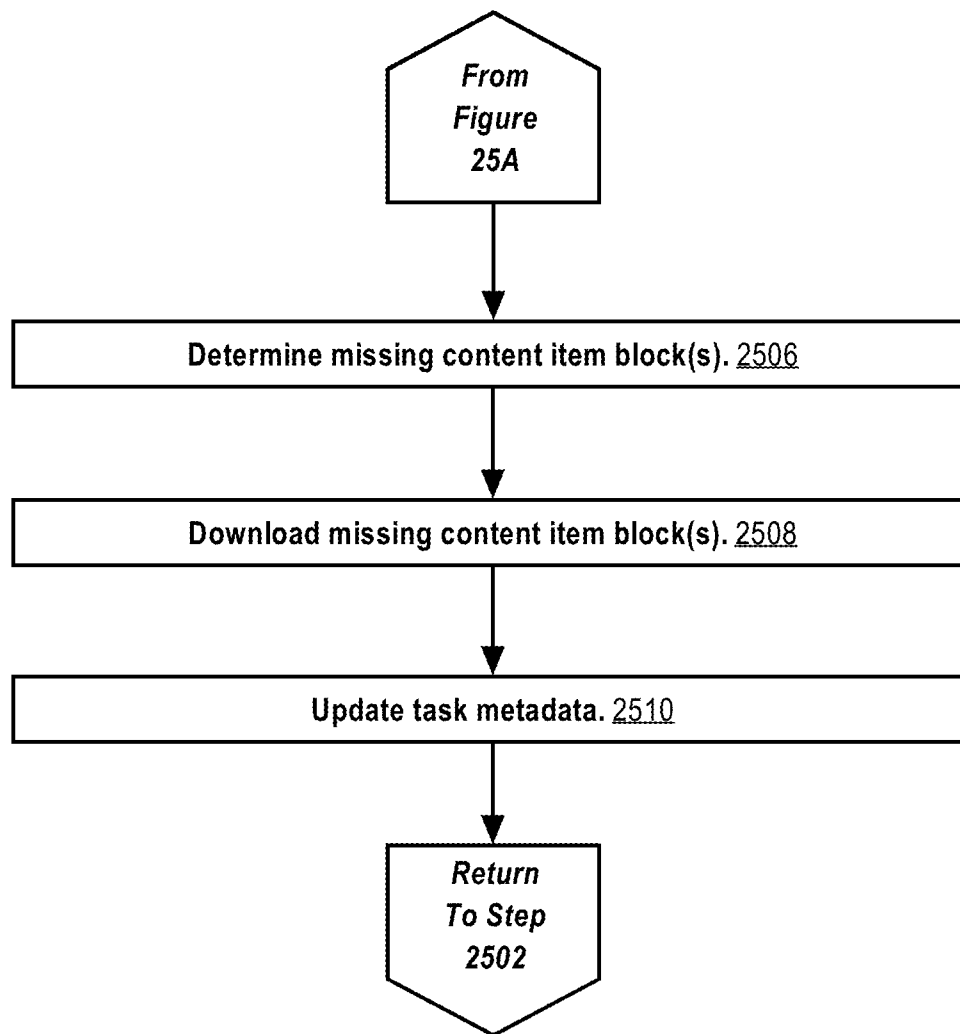 From
Figure
25A
Determine missing content item block(s). 2506
Download missing content item block(s). 2508
Update task metadata. 2510
Return
To Step
2502